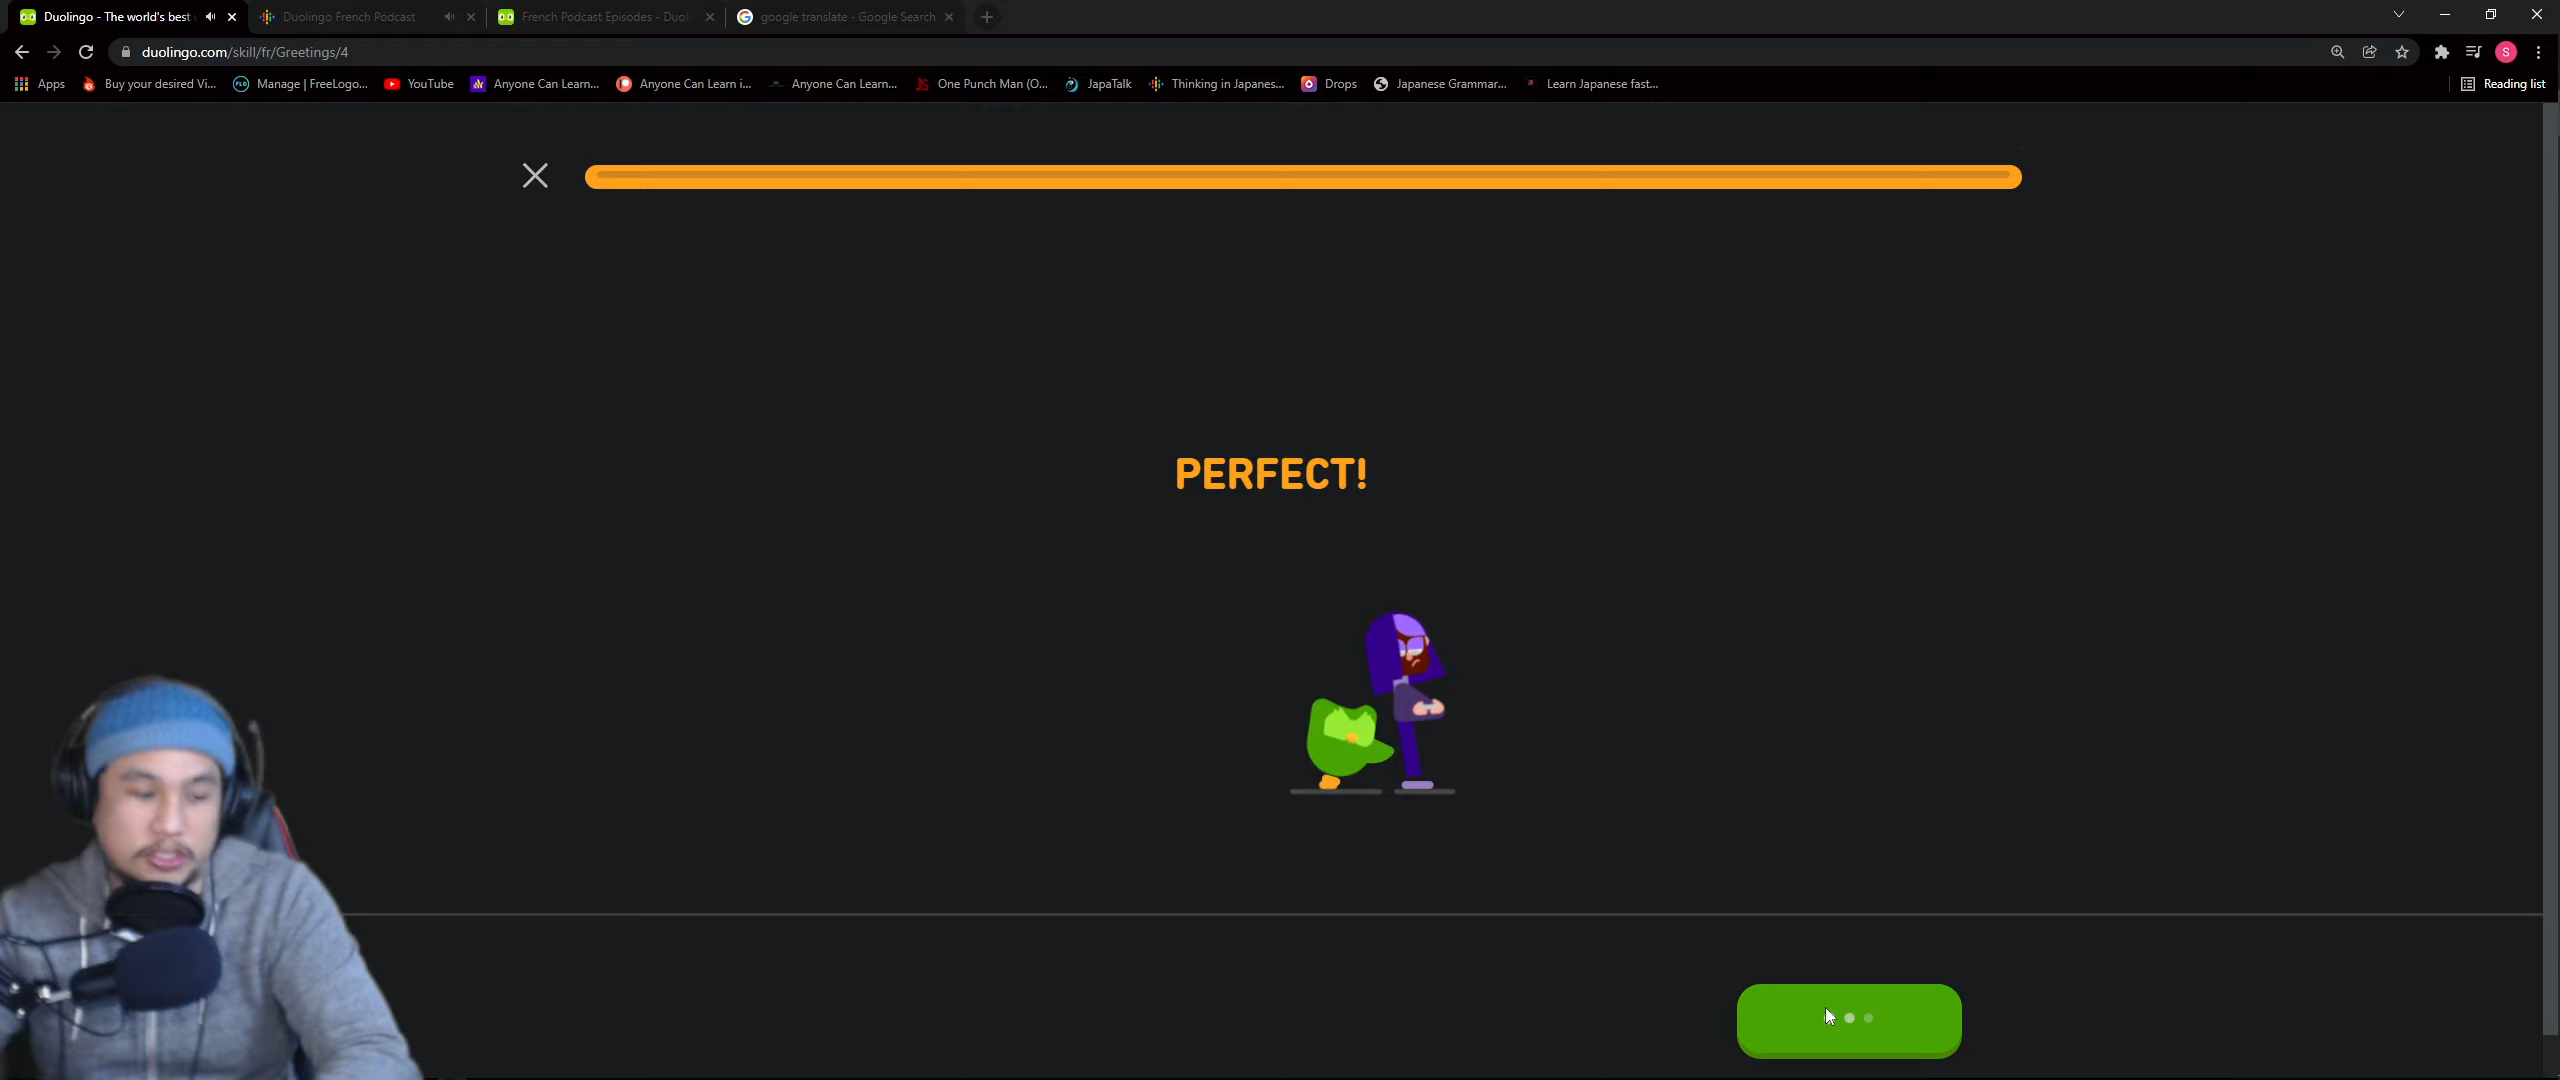 Duolingo - The world's best
Duolingo French Podcast
French Podcast Episodes - Duoli
google translate - Google Search
duolingo.com/skill/fr/Greetings/4
S
Apps
Buy your desired Vi...
Manage | FreeLogo...
YouTube
Anyone Can Learn...
Anyone Can Learn i...
Anyone Can Learn...
One Punch Man (O...
JapaTalk
Thinking in Japanes...
Drops
Japanese Grammar...
Learn Japanese fast...
Reading list
PERFECT!